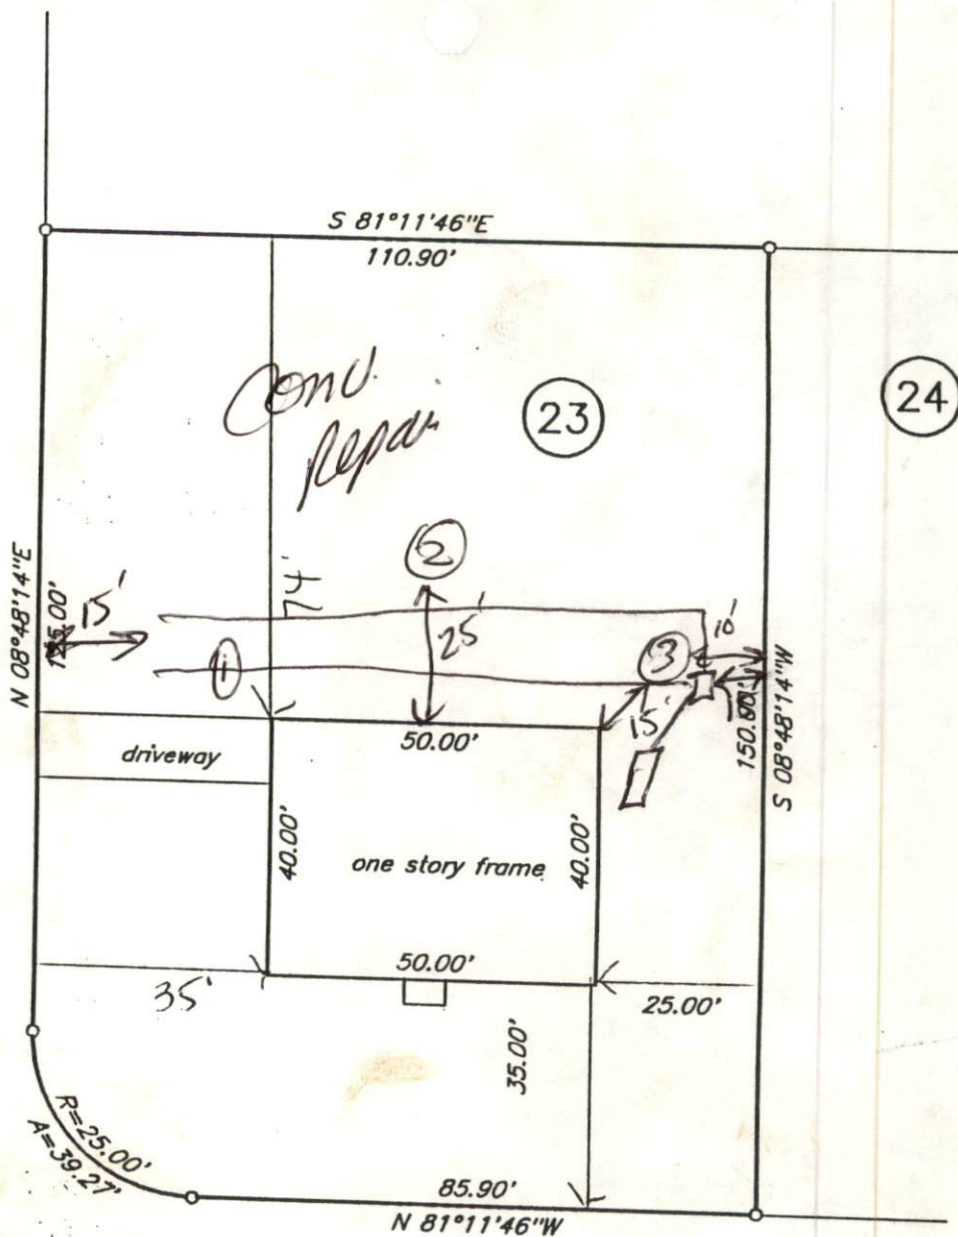 S 81°11'46"E
110.90'
Conv.
Repair
23
24
2
74'
N 08°48'14"E
125.00'
15'
25'
1
3
10'
15'
150.00'
S 08°48'14"W
50.00'
driveway
40.00'
one story frame
40.00'
50.00'
35'
25.00'
35.00'
R=25.00'
A=39.27'
85.90'
N 81°11'46"W